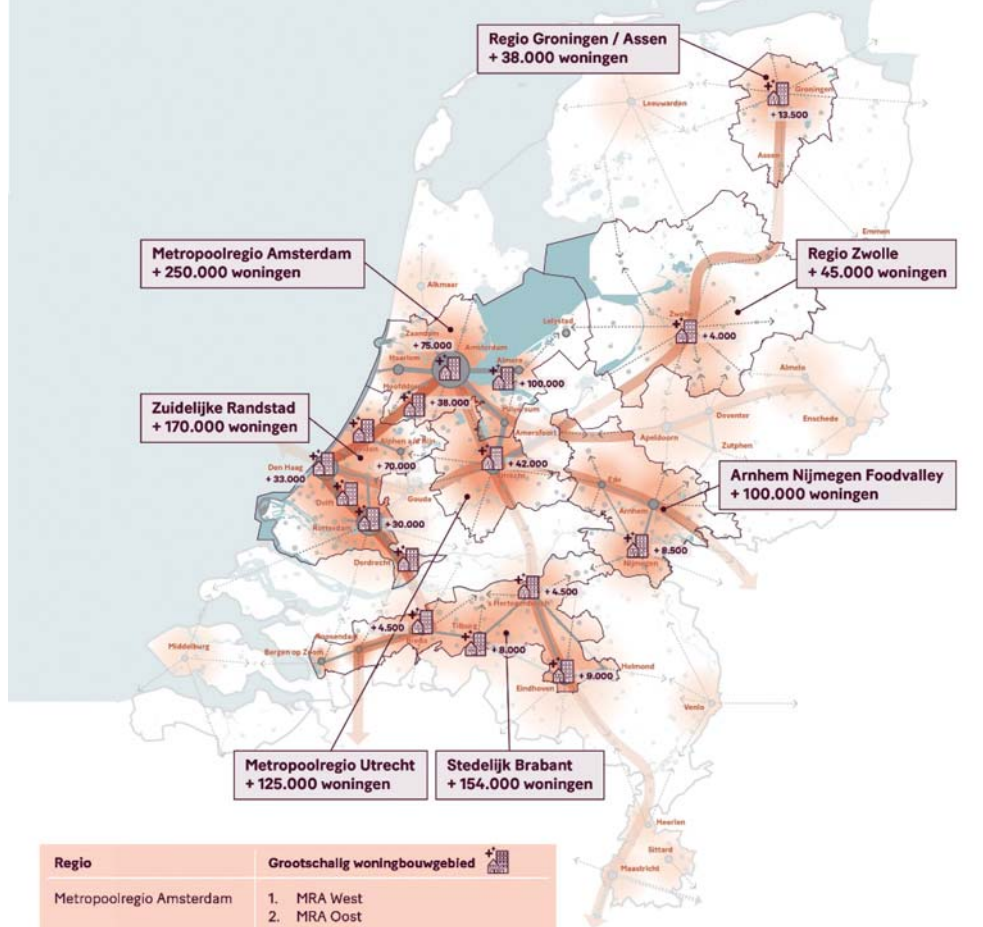 Regio Groningen / Assen
+ 38.000 woningen
Leeuwarden
Groningen
+ 13.500
Assen
Emmen
Metropoolregio Amsterdam
+ 250.000 woningen
Regio Zwolle
+ 45.000 woningen
Alkmaar
Lelystad
Zwolle
+ 4.000
Zaandam
+ 75.000
Amsterdam
Haarlem
Almere
+ 100.000
Almelo
Hoofddorp
+ 38.000
Hilversum
Enschede
Zuidelijke Randstad
+ 170.000 woningen
Deventer
Amersfoort
Apeldoorn
Zutphen
Alphen a/d Rijn
Den Haag
+ 33.000
+ 70.000
+ 42.000
Arnhem Nijmegen Foodvalley
+ 100.000 woningen
Ede
Gouda
Delft
Arnhem
Rotterdam
+ 30.000
+ 8.500
Nijmegen
Dordrecht
+ 4.500
's Hertogenbosch
+ 4.500
Breda
Tilburg
+ 8.000
Roosendaal
Middelburg
Bergen op Zoom
Helmond
+ 9.000
Eindhoven
Venlo
Metropoolregio Utrecht
+ 125.000 woningen
Stedelijk Brabant
+ 154.000 woningen
Heerlen
Sittard
Maastricht
Regio
Grootschalig woningbouwgebied
Metropoolregio Amsterdam
1. MRA West
2. MRA Oost